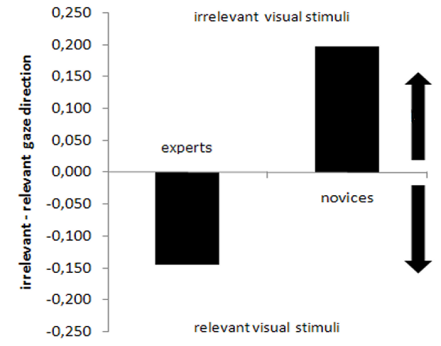 irrelevant - relevant gaze direction
0,250
0,200
0,150
0,100
0,050
0,000
-0,050
-0,100
-0,150
-0,200
-0,250
irrelevant visual stimuli
experts
novices
relevant visual stimuli